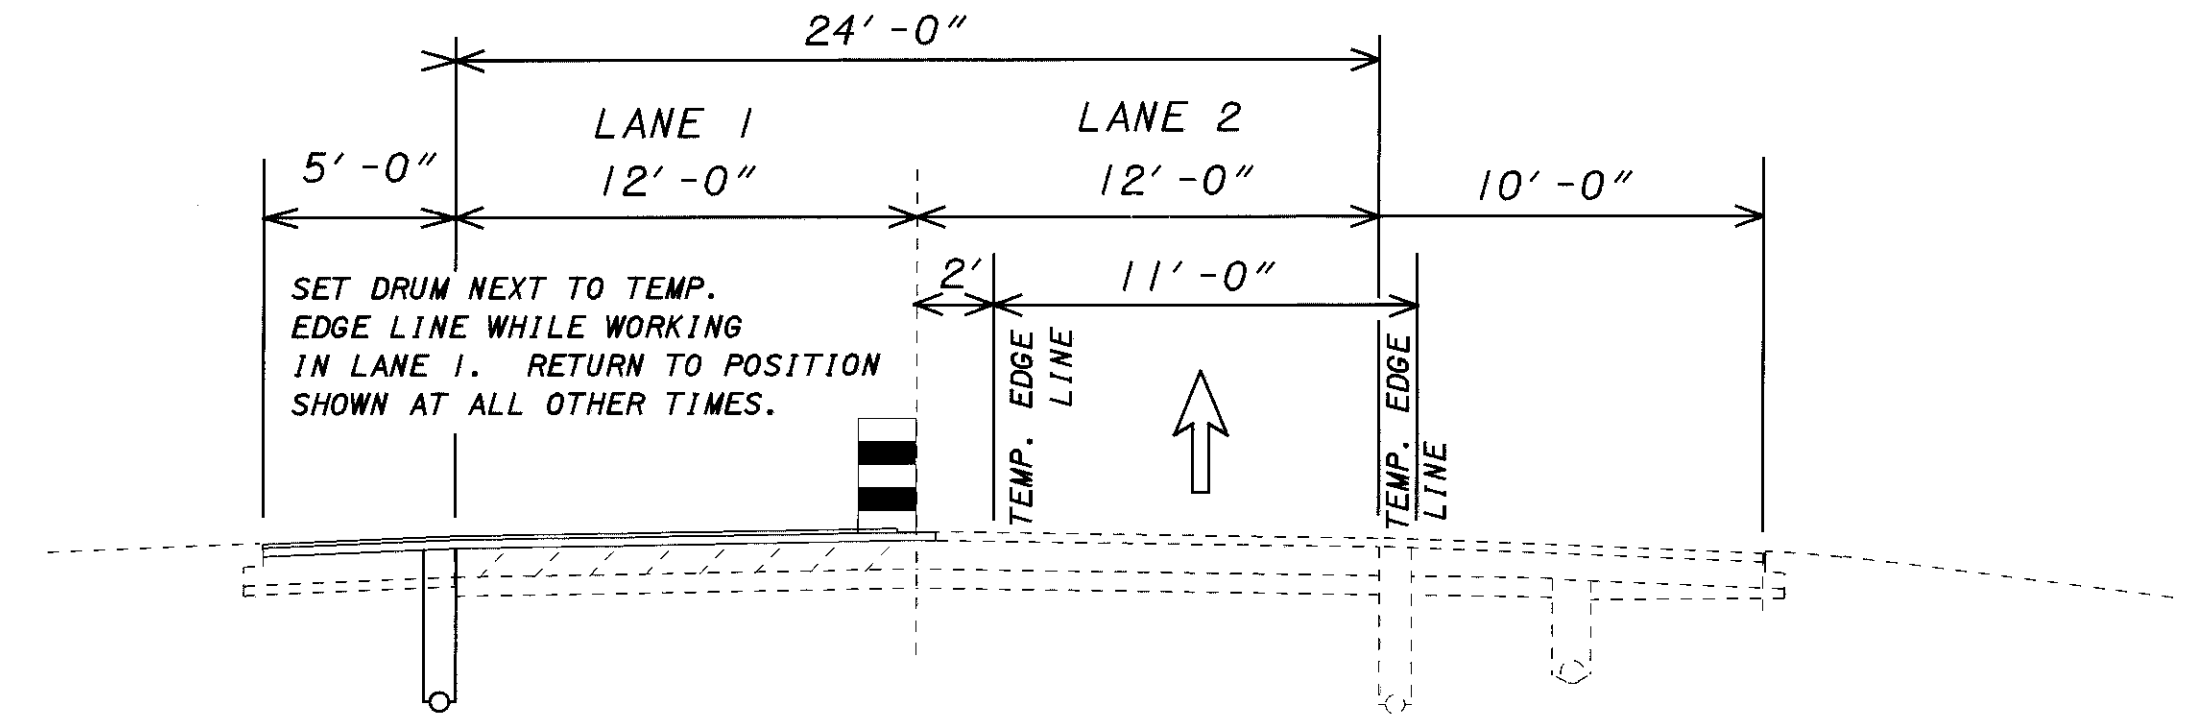 24'-0"
LANE 1
LANE 2
5'-0"
12'-0"
12'-0"
10'-0"
2'
11'-0"
SET DRUM NEXT TO TEMP.
EDGE LINE WHILE WORKING
IN LANE 1. RETURN TO POSITION
SHOWN AT ALL OTHER TIMES.
TEMP. EDGE
LINE
TEMP. EDGE
LINE